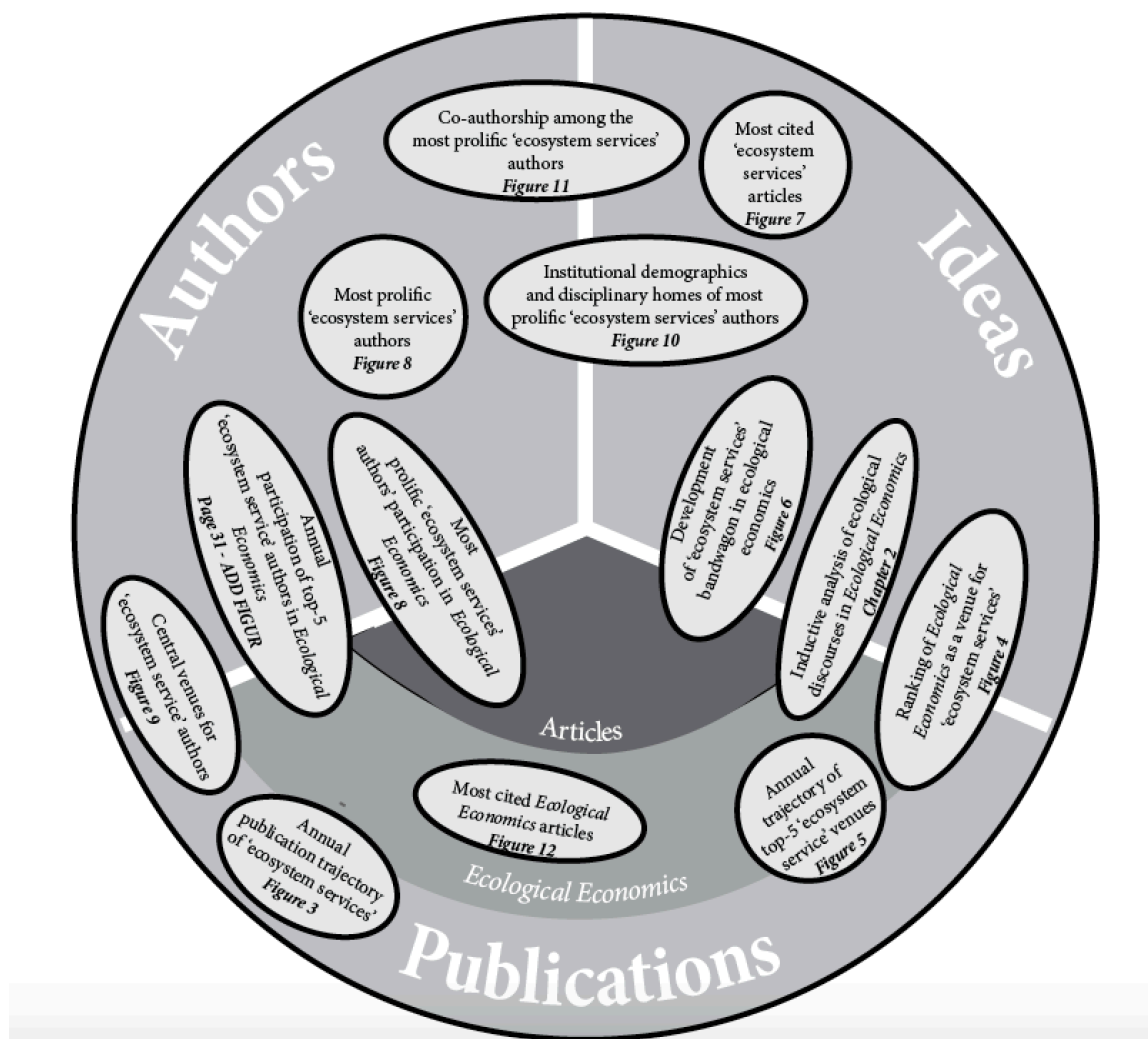 Authors
Ideas
Co-authorship among the
most prolific ‘ecosystem services’
authors
Figure 11
Most cited
‘ecosystem
services’
articles
Figure 7
Most prolific
‘ecosystem services’
authors
Figure 8
Institutional demographics
and disciplinary homes of most
prolific ‘ecosystem services’ authors
Figure 10
Annual
participation of top-5
‘ecosystem service’ authors in Ecological
Economics
Page 31 - ADD FIGUR
Most
prolific ‘ecosystem services’
authors’ participation in Ecological
Economics
Figure 8
Development
of ‘ecosystem services’
bandwagon in ecological
economics
Figure 6
Inductive analysis of ecological
discourses in Ecological Economics
Chapter 2
Ranking of Ecological
Economics as a venue for
‘ecosystem services’
Figure 4
Central venues for
‘ecosystem service’ authors
Figure 9
Articles
Most cited Ecological
Economics articles
Figure 12
Annual
trajectory of
top-5 ‘ecosystem
service’ venues
Figure 5
Annual
publication trajectory
of ‘ecosystem services’
Figure 3
Ecological Economics
Publications